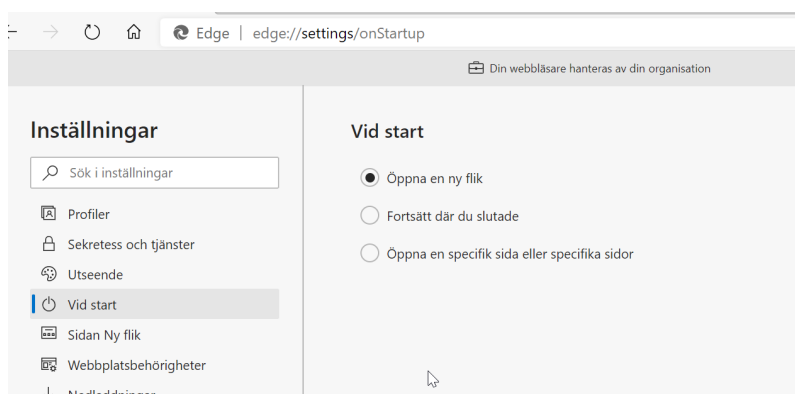 Edge | edge://settings/onStartup
Din webbläsare hanteras av din organisation
Inställningar
Sök i inställningar
Profiler
Sekretess och tjänster
Utseende
Vid start
Sidan Ny flik
Webbplatsbehörigheter
Vid start
Öppna en ny flik
Fortsätt där du slutade
Öppna en specifik sida eller specifika sidor